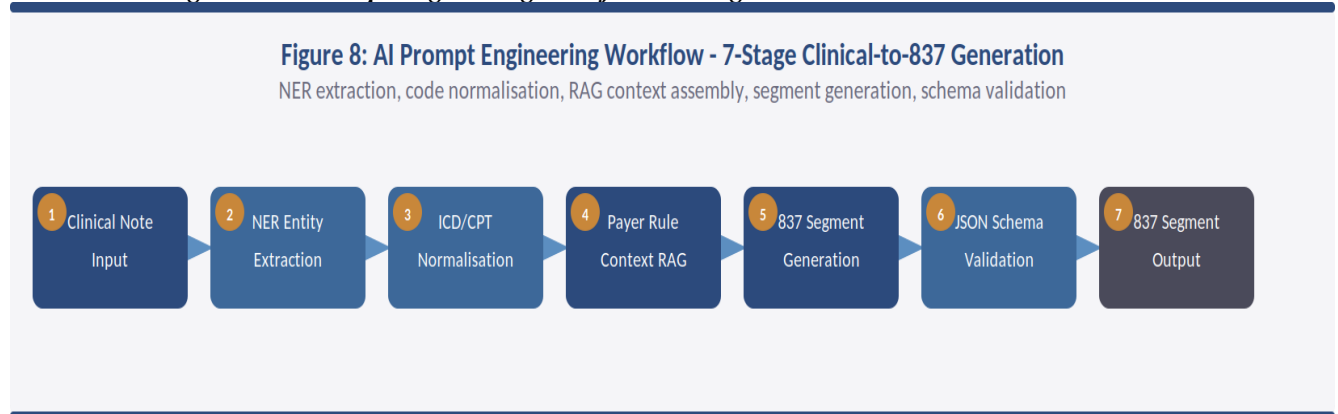 Figure 8: AI Prompt Engineering Workflow - 7-Stage Clinical-to-837 Generation
NER extraction, code normalisation, RAG context assembly, segment generation, schema validation
1
Clinical Note
Input
2
NER Entity
Extraction
3
ICD/CPT
Normalisation
4
Payer Rule
Context RAG
5
837 Segment
Generation
6
JSON Schema
Validation
7
837 Segment
Output